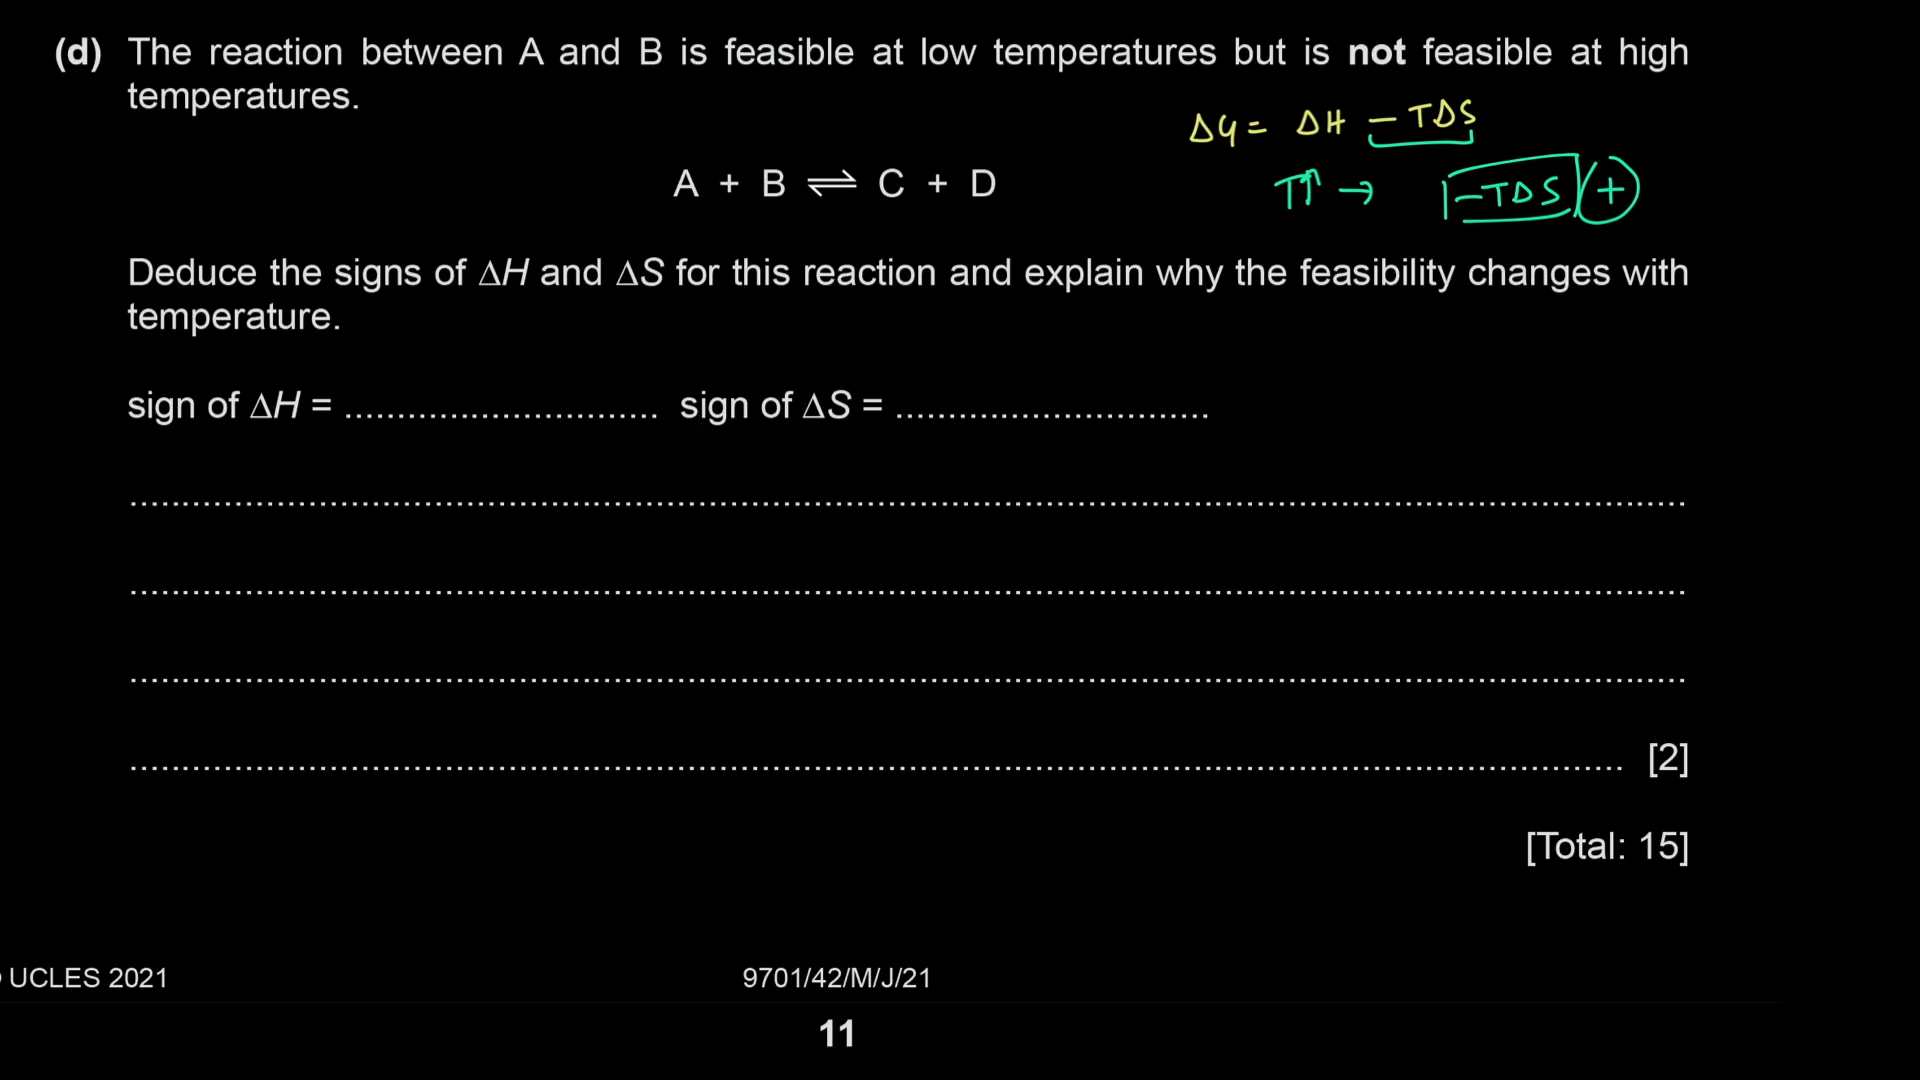 (d) The reaction between A and B is feasible at low temperatures but is not feasible at high
temperatures.
ΔG = ΔH − TΔS
A + B ⇌ C + D
T↑ → |−TΔS| (+)
Deduce the signs of ΔH and ΔS for this reaction and explain why the feasibility changes with
temperature.
sign of ΔH = .............................. sign of ΔS = ..............................
....................................................................................................
....................................................................................................
....................................................................................................
.................................................................................................... [2]
[Total: 15]
UCLES 2021
9701/42/M/J/21
11